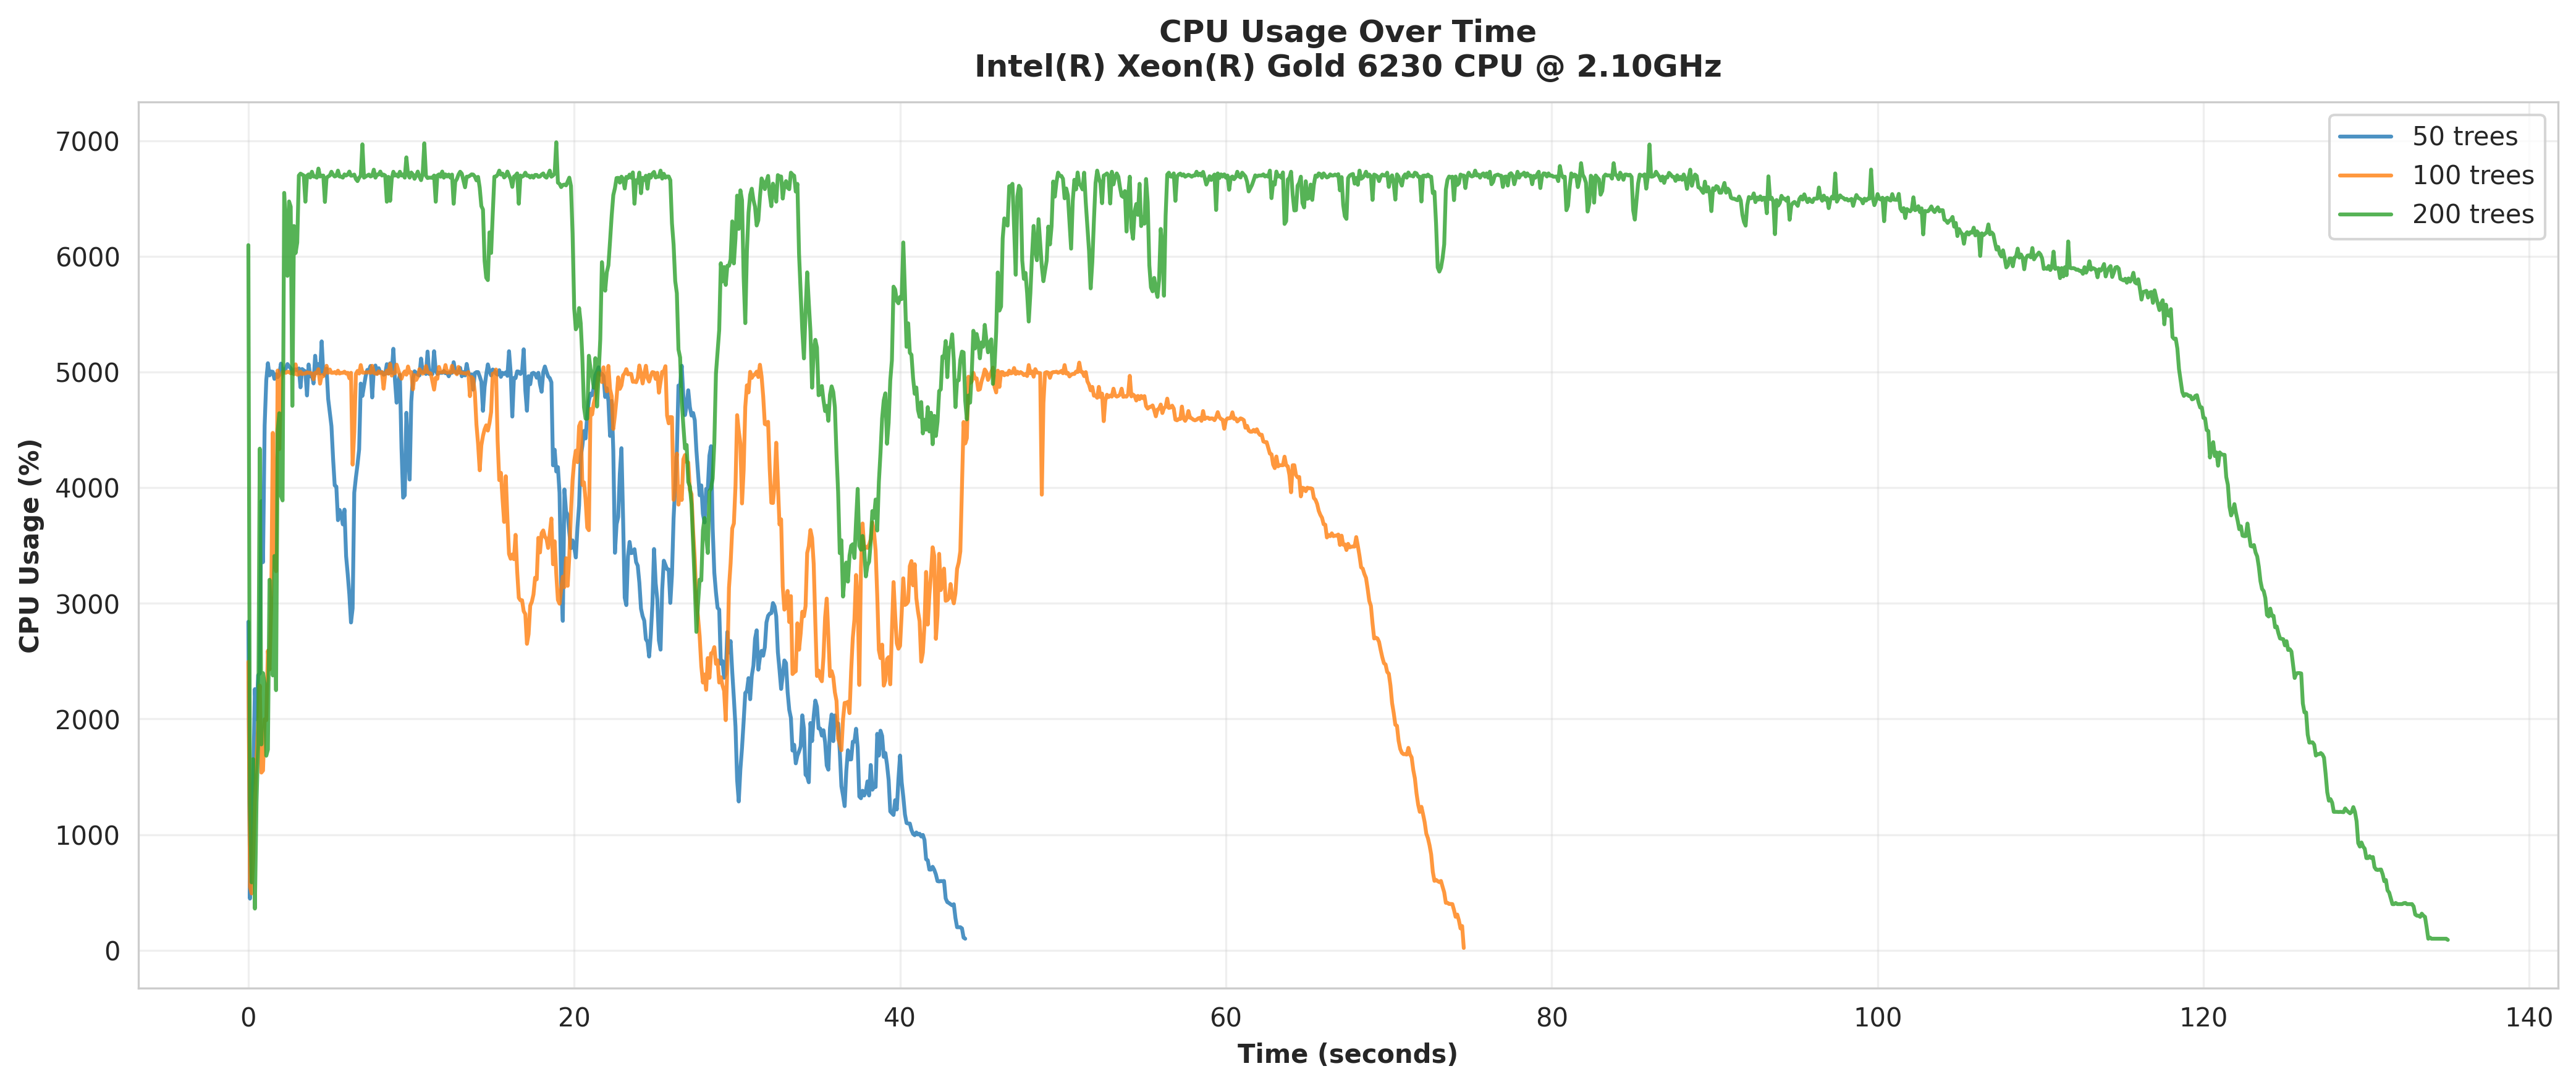 CPU Usage Over Time
Intel(R) Xeon(R) Gold 6230 CPU @ 2.10GHz
50 trees
100 trees
200 trees
CPU Usage (%)
7000
6000
5000
4000
3000
2000
1000
0
0 20 40 60 80 100 120 140
Time (seconds)